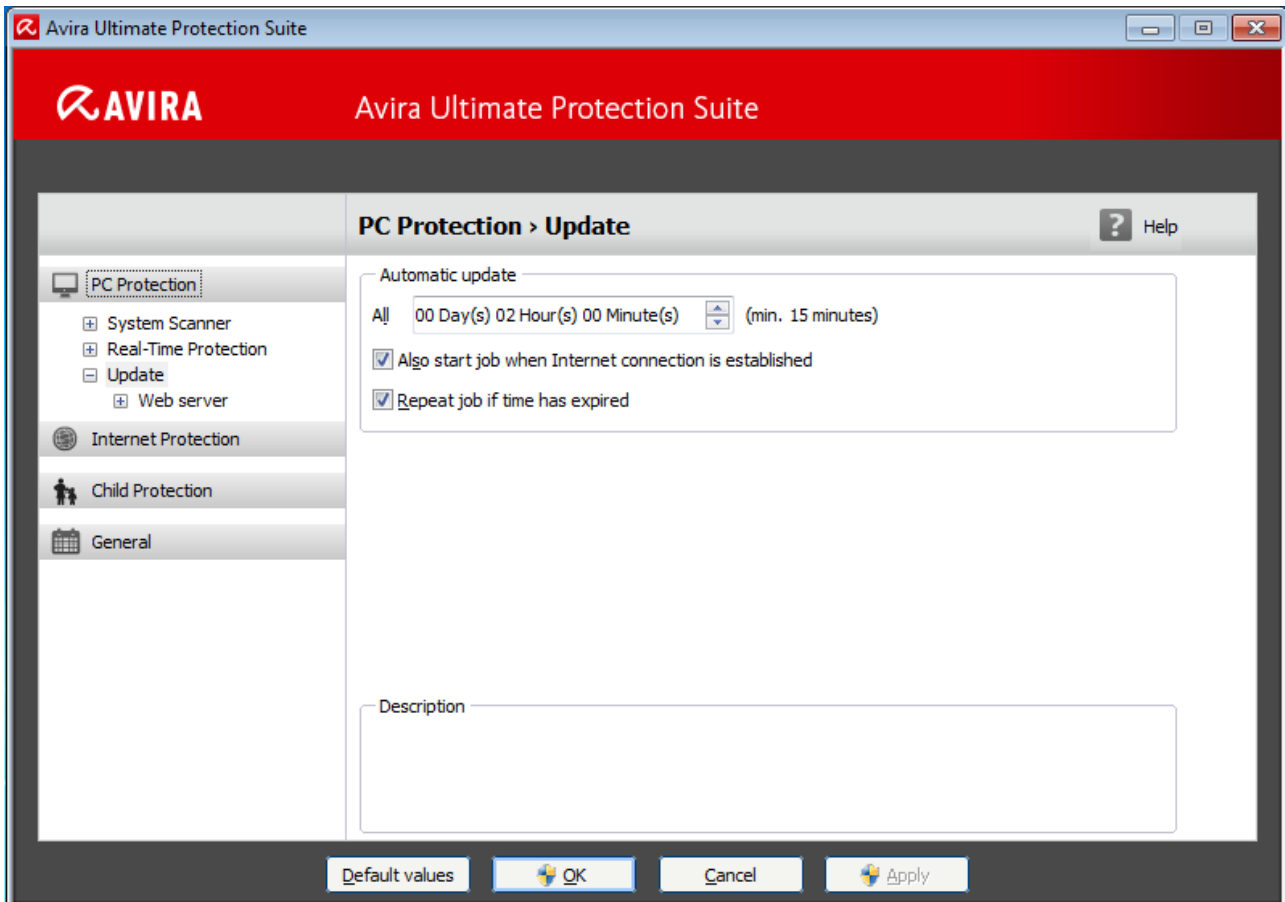 Avira Ultimate Protection Suite
AVIRA
Avira Ultimate Protection Suite
PC Protection › Update
? Help
PC Protection
System Scanner
Real-Time Protection
Update
Web server
Internet Protection
Child Protection
General
Automatic update
All 00 Day(s) 02 Hour(s) 00 Minute(s) (min. 15 minutes)
Also start job when Internet connection is established
Repeat job if time has expired
Description
Default values OK Cancel Apply